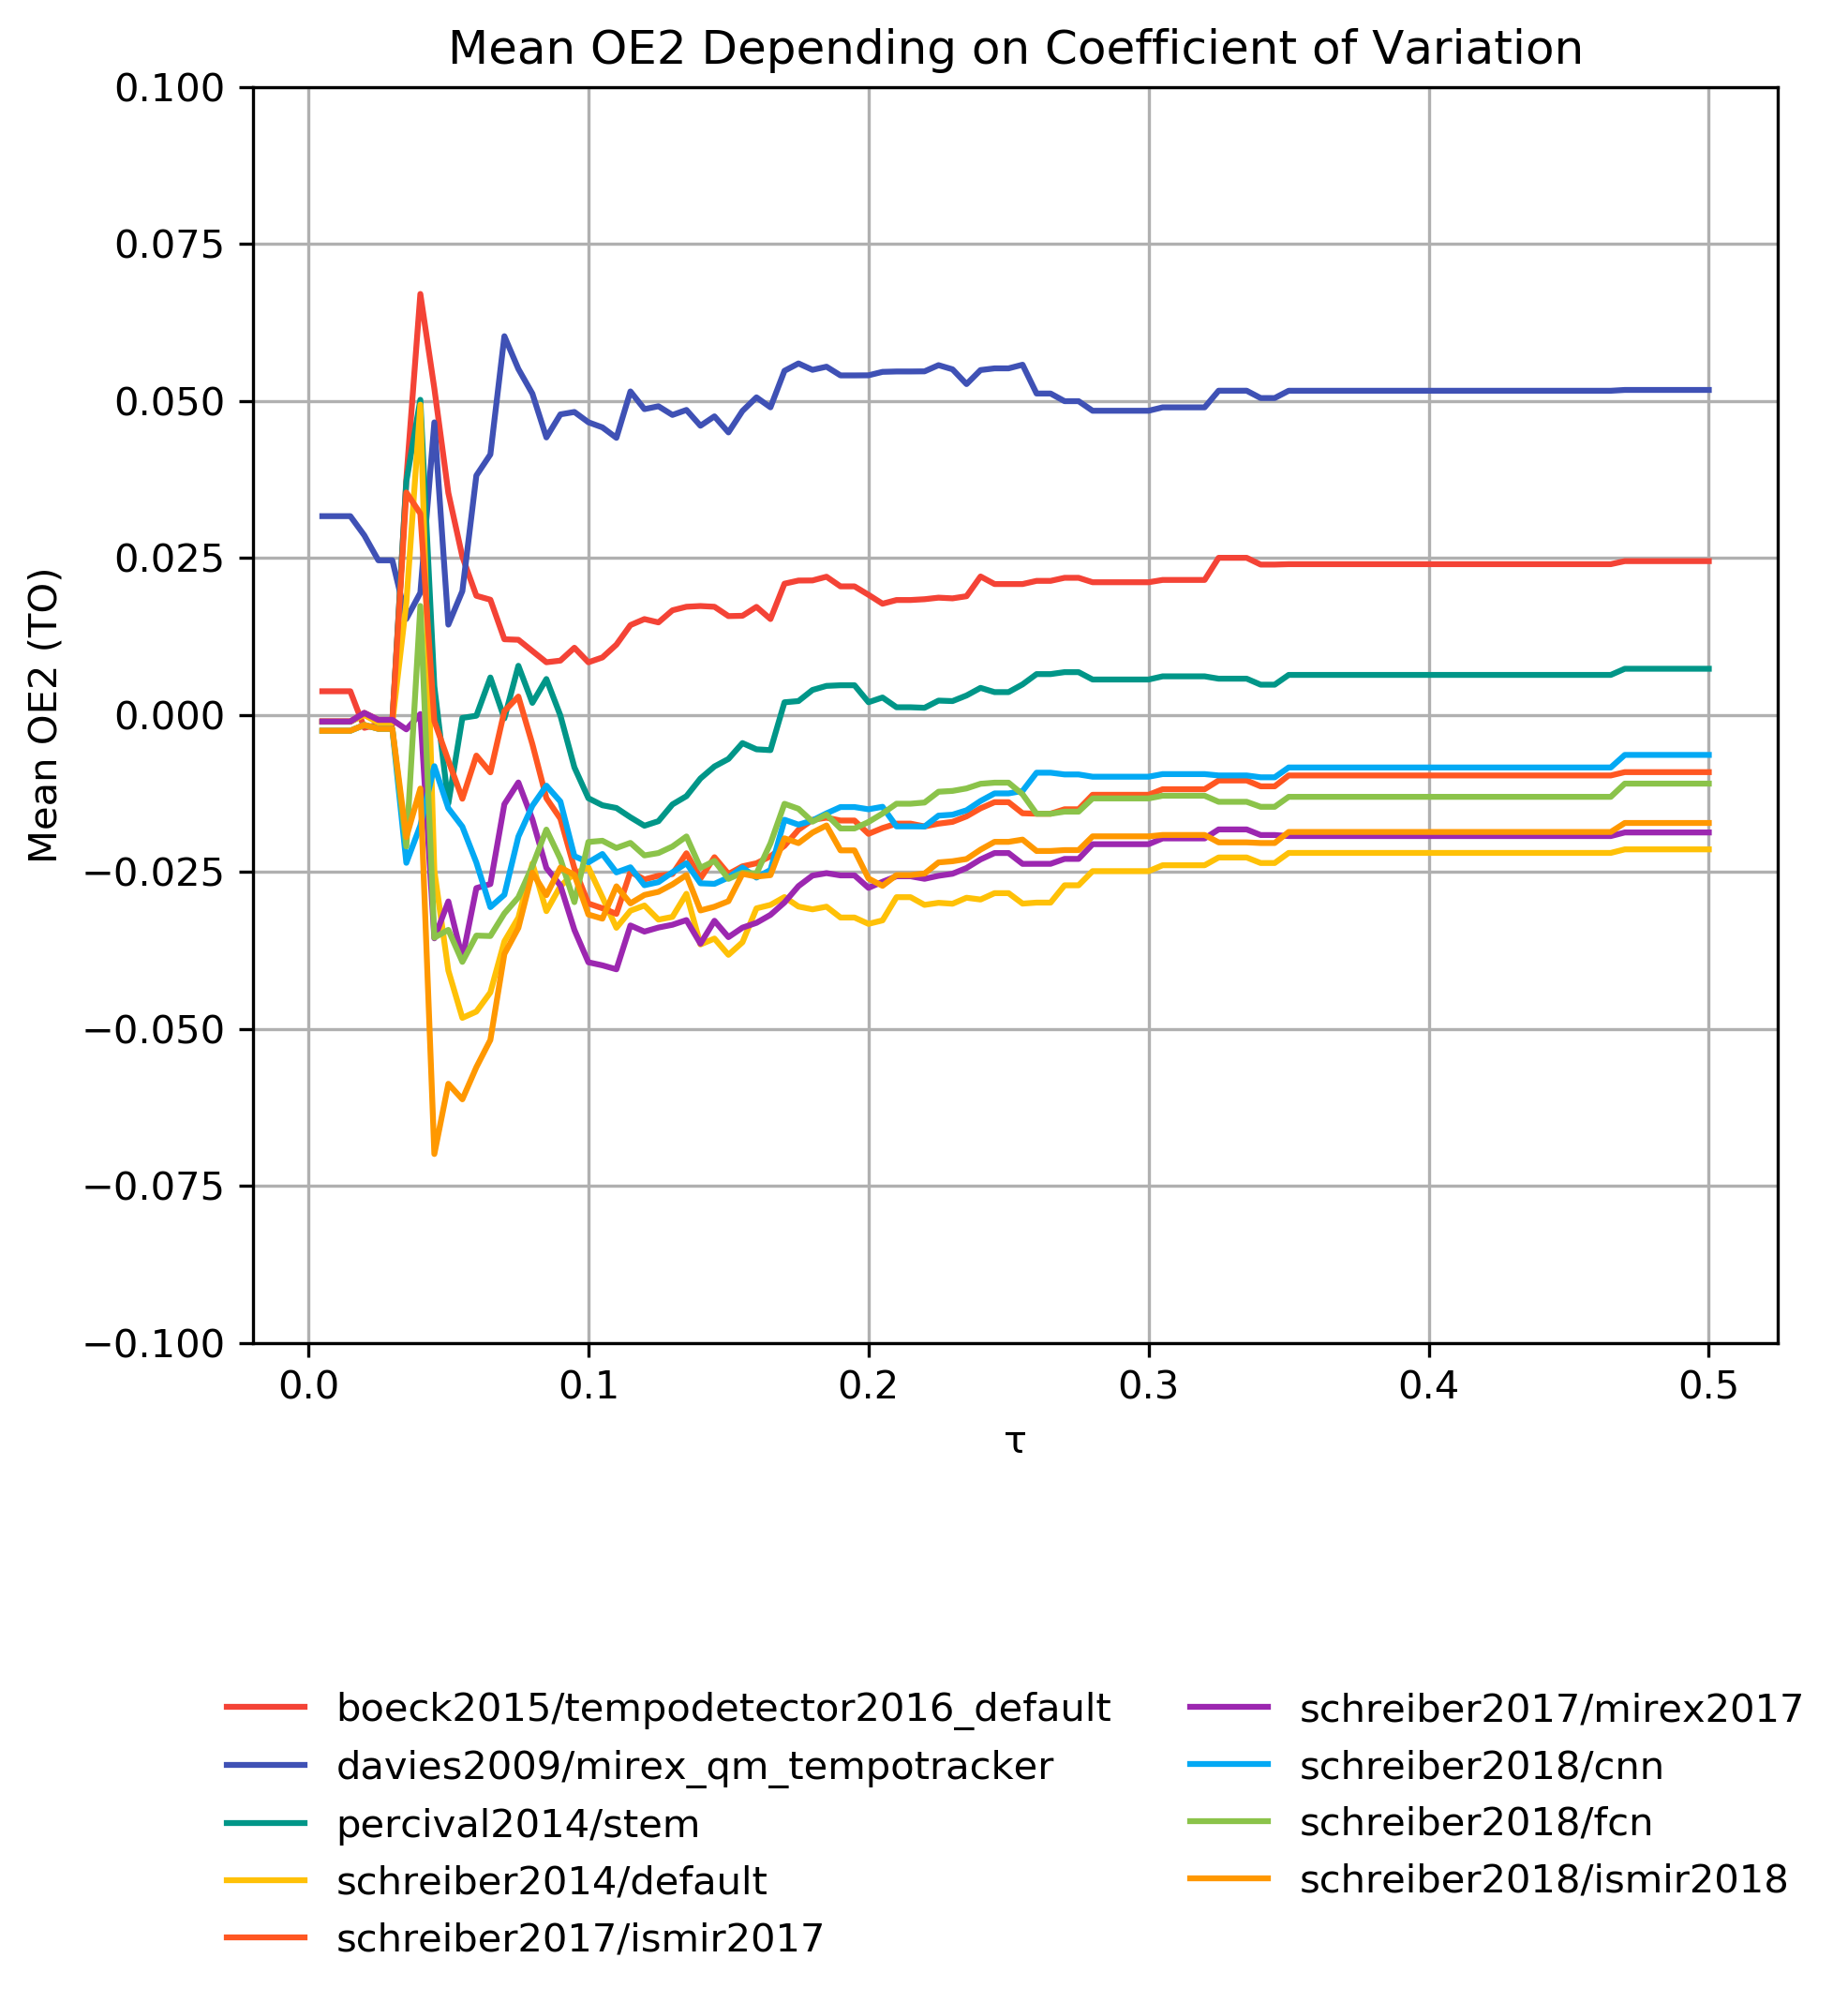 Mean OE2 Depending on Coefficient of Variation
0.100
0.075
0.050
0.025
0.000
−0.025
−0.050
−0.075
−0.100
Mean OE2 (TO)
0.0 0.1 0.2 0.3 0.4 0.5
τ
boeck2015/tempodetector2016_default
davies2009/mirex_qm_tempotracker
percival2014/stem
schreiber2014/default
schreiber2017/ismir2017
schreiber2017/mirex2017
schreiber2018/cnn
schreiber2018/fcn
schreiber2018/ismir2018